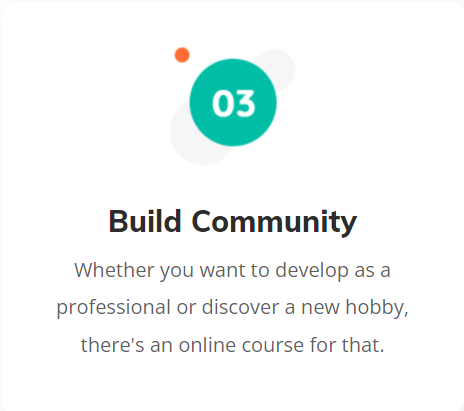 03
Build Community
Whether you want to develop as a
professional or discover a new hobby,
there's an online course for that.